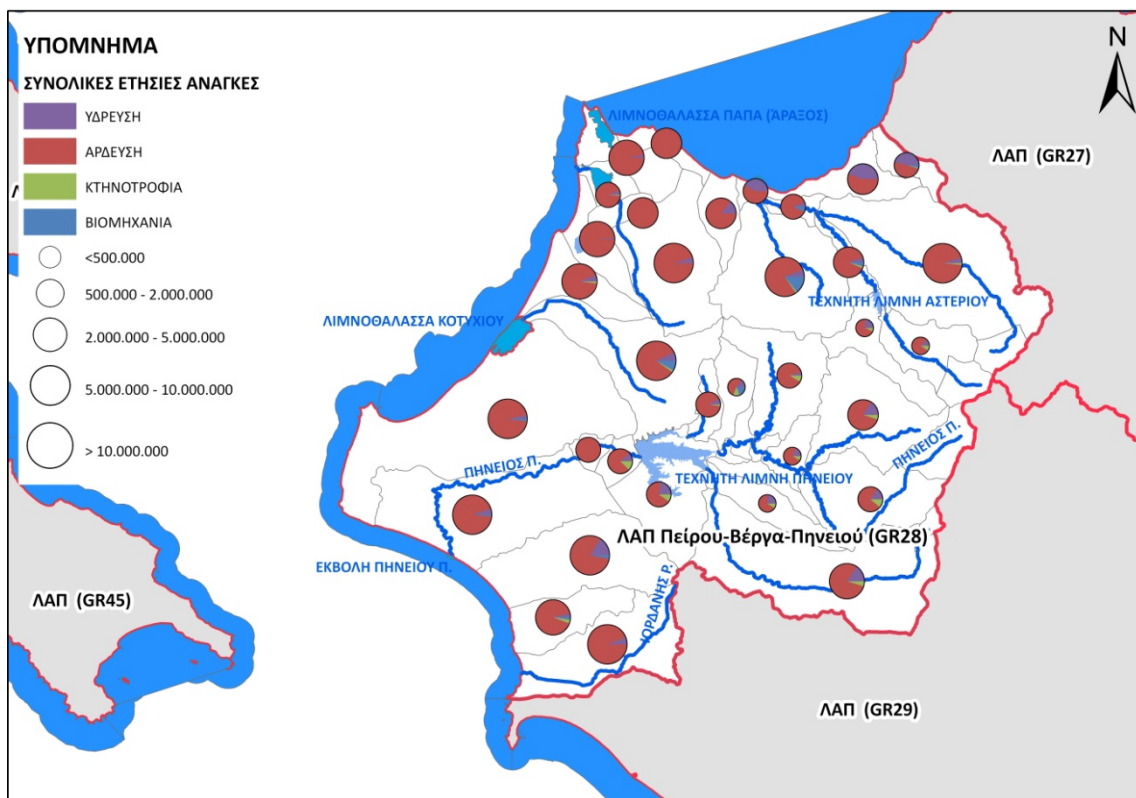 ΥΠΟΜΝΗΜΑ
ΣΥΝΟΛΙΚΕΣ ΕΤΗΣΙΕΣ ΑΝΑΓΚΕΣ
ΥΔΡΕΥΣΗ
ΑΡΔΕΥΣΗ
ΚΤΗΝΟΤΡΟΦΙΑ
ΒΙΟΜΗΧΑΝΙΑ
<500.000
500.000 - 2.000.000
2.000.000 - 5.000.000
5.000.000 - 10.000.000
> 10.000.000
N
ΛΑΠ (GR27)
ΛΙΜΝΟΘΑΛΑΣΣΑ ΠΑΠΑ (ΆΡΑΞΟΣ)
ΤΕΧΝΗΤΗ ΛΙΜΝΗ ΑΣΤΕΡΙΟΥ
ΛΙΜΝΟΘΑΛΑΣΣΑ ΚΟΤΥΧΙΟΥ
ΠΗΝΕΙΟΣ Π.
ΠΗΝΕΙΟΣ Π.
ΤΕΧΝΗΤΗ ΛΙΜΝΗ ΠΗΝΕΙΟΥ
ΛΑΠ Πείρου-Βέργα-Πηνειού (GR28)
ΕΚΒΟΛΗ ΠΗΝΕΙΟΥ Π.
ΙΟΡΔΑΝΗΣ Ρ.
ΛΑΠ (GR45)
ΛΑΠ (GR29)